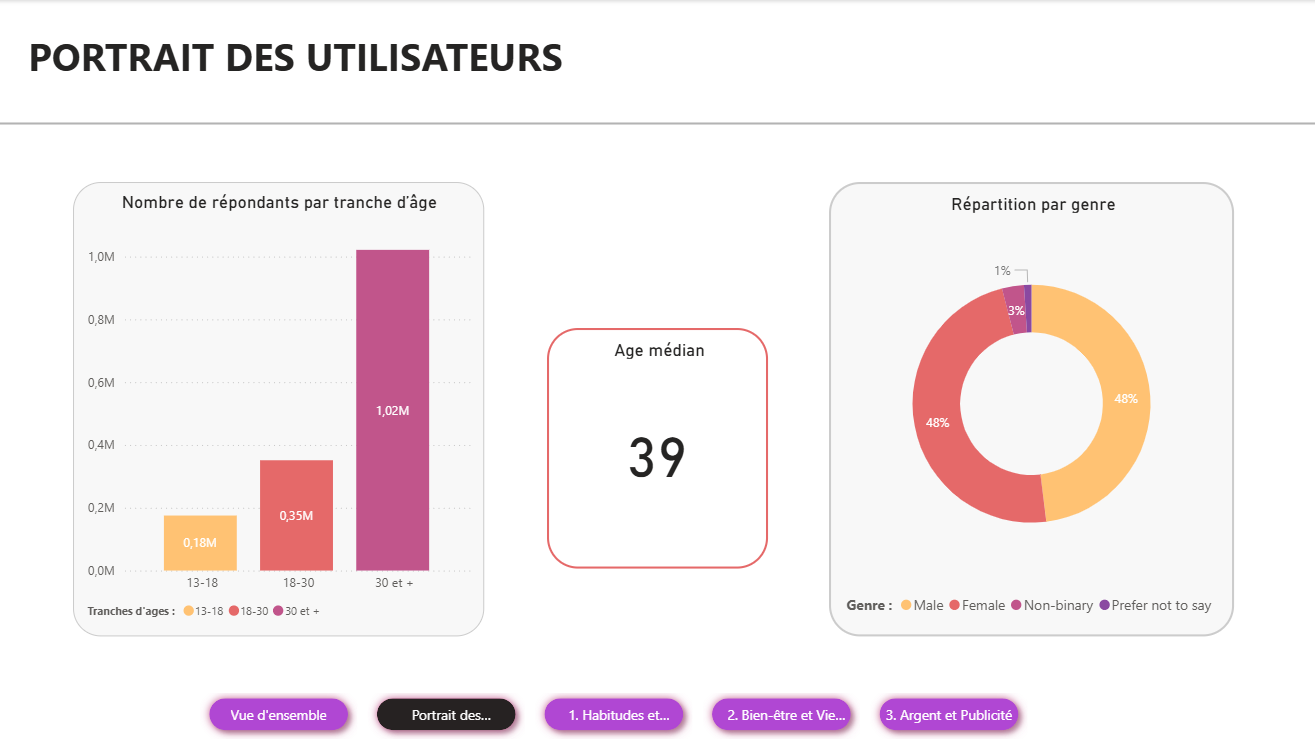 PORTRAIT DES UTILISATEURS
Nombre de répondants par tranche d'âge
1,0M
0,8M
0,6M
0,4M
0,2M
0,0M
0,18M
0,35M
1,02M
13-18
18-30
30 et +
Tranches d'ages : 13-18 18-30 30 et +
Age médian
39
Répartition par genre
1%
3%
48%
48%
Genre : Male Female Non-binary Prefer not to say
Vue d'ensemble
Portrait des...
1. Habitudes et...
2. Bien-être et Vie...
3. Argent et Publicité